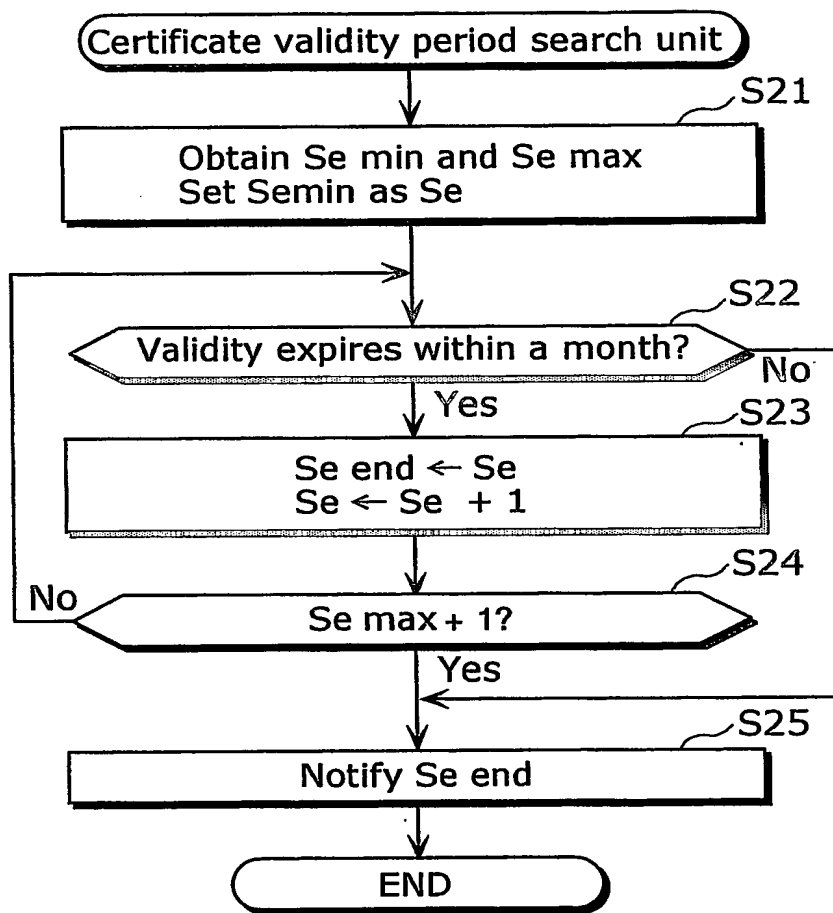 Certificate validity period search unit
S21
Obtain Se min and Se max
Set Semin as Se
S22
Validity expires within a month?
No
Yes
S23
Se end ← Se
Se ← Se + 1
S24
No
Se max + 1?
Yes
S25
Notify Se end
END